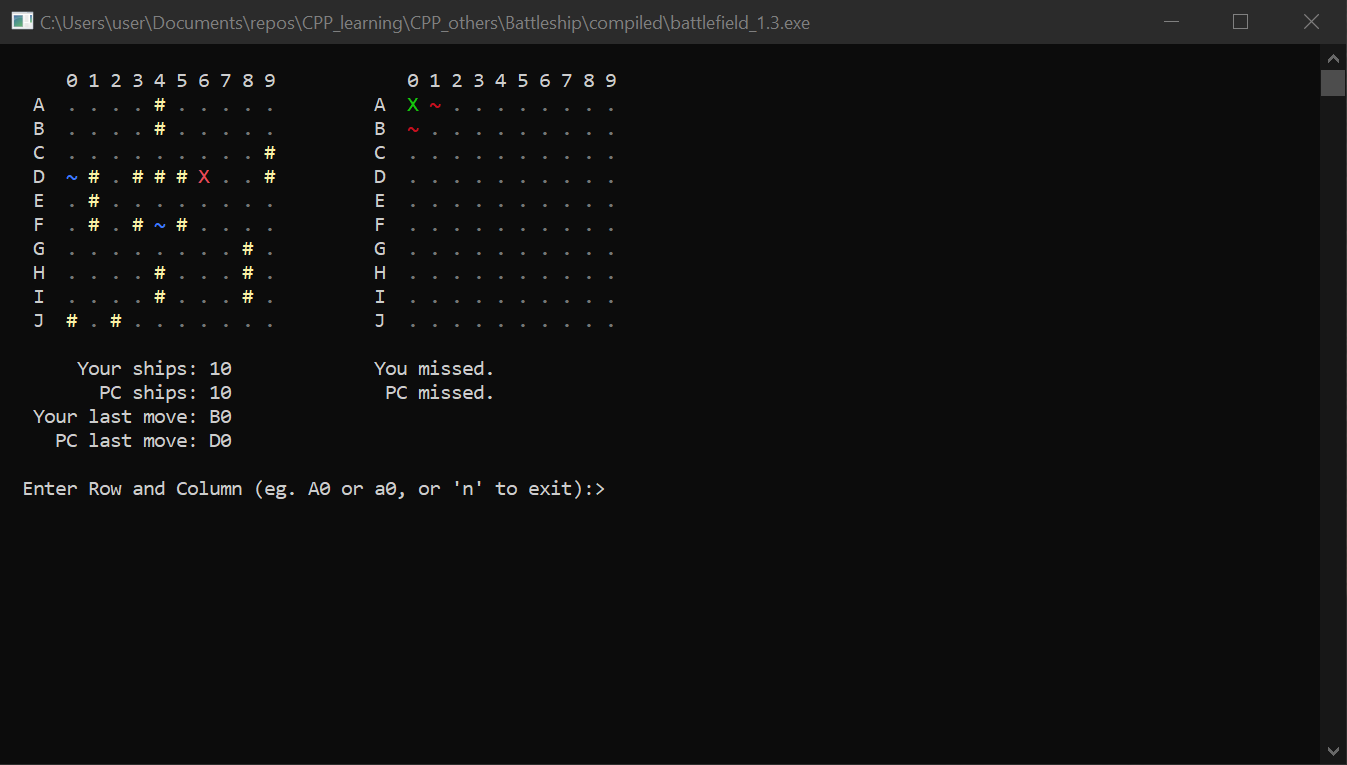 C:\Users\user\Documents\repos\CPP_learning\CPP_others\Battleship\compiled\battlefield_1.3.exe
0 1 2 3 4 5 6 7 8 9 0 1 2 3 4 5 6 7 8 9
A . . . . # . . . . . A X ~ . . . . . . . .
B . . . . # . . . . . B ~ . . . . . . . . .
C . . . . . . . . . # C . . . . . . . . . .
D ~ # . # # # X . . # D . . . . . . . . . .
E . # . . . . . . . . E . . . . . . . . . .
F . # . # ~ # . . . . F . . . . . . . . . .
G . . . . . . . . # . G . . . . . . . . . .
H . . . . # . . . # . H . . . . . . . . . .
I . . . . # . . . # . I . . . . . . . . . .
J # . # . . . . . . . J . . . . . . . . . .
Your ships: 10 You missed.
PC ships: 10 PC missed.
Your last move: B0
PC last move: D0
Enter Row and Column (eg. A0 or a0, or 'n' to exit):>